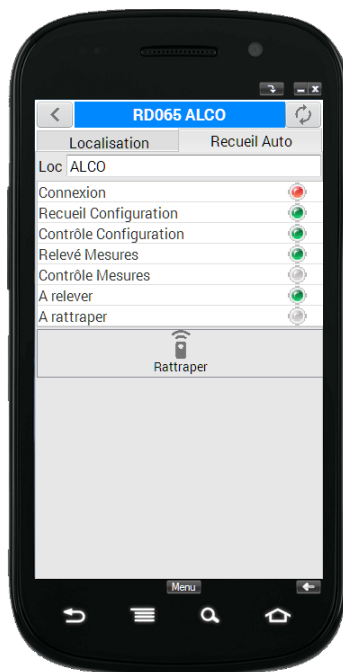 RD065 ALCO
Localisation
Recueil Auto
Loc ALCO
Connexion
Recueil Configuration
Contrôle Configuration
Relevé Mesures
Contrôle Mesures
A relever
A rattraper
Rattraper
Menu